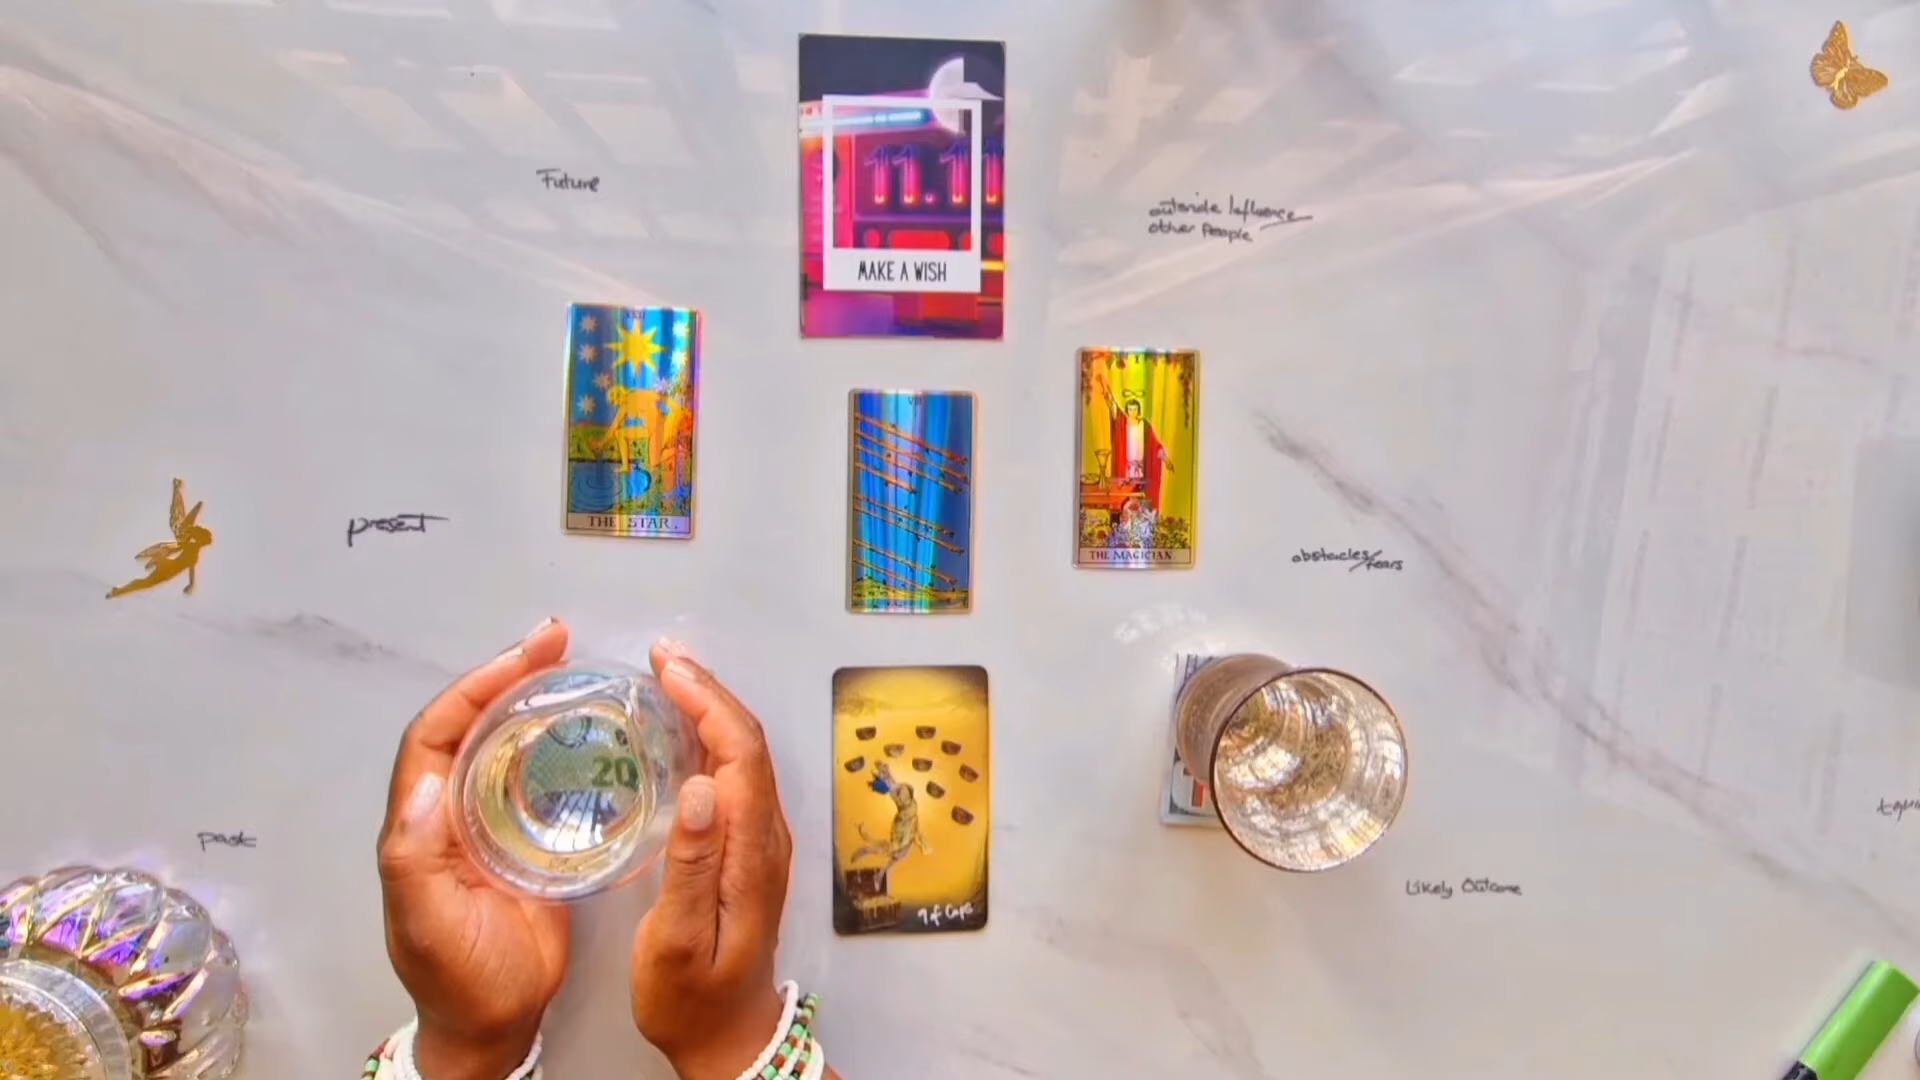 Future
outside Influence
other people
11.11
MAKE A WISH
THE STAR.
THE MAGICIAN
present
obstacles/fears
20
past
9 of Cups
Likely Outcome